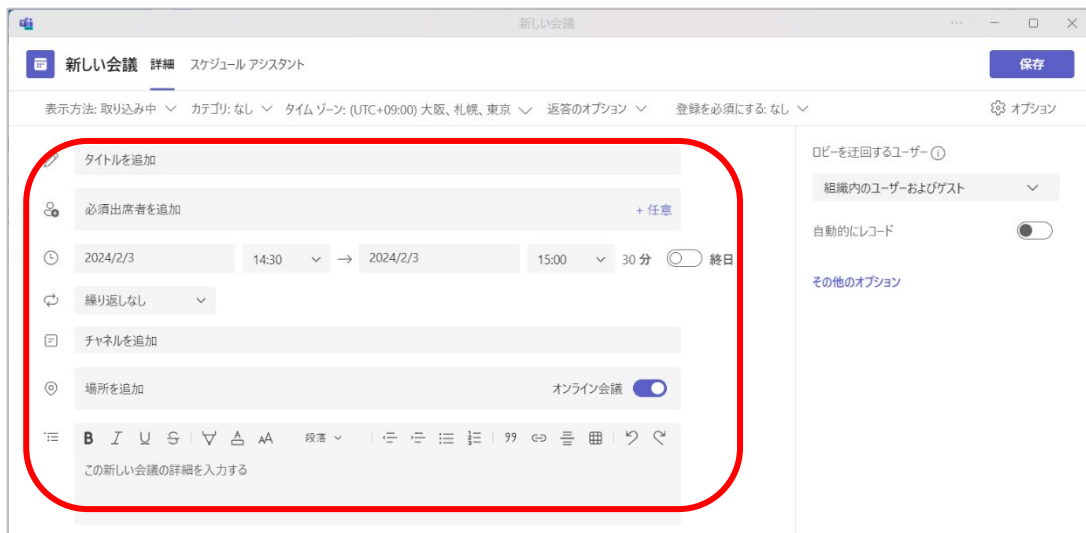 新しい会議
新しい会議 詳細 スケジュール アシスタント 保存
表示方法: 取り込み中 カテゴリ: なし タイム ゾーン: (UTC+09:00) 大阪、札幌、東京 返答のオプション 登録を必須にする: なし オプション
タイトルを追加
必須出席者を追加 + 任意
2024/2/3 14:30 → 2024/2/3 15:00 30 分 終日
繰り返しなし
チャネルを追加
場所を追加 オンライン会議
B I U S A AA 段落 99
この新しい会議の詳細を入力する
ロビーを迂回するユーザー
組織内のユーザーおよびゲスト
自動的にレコード
その他のオプション